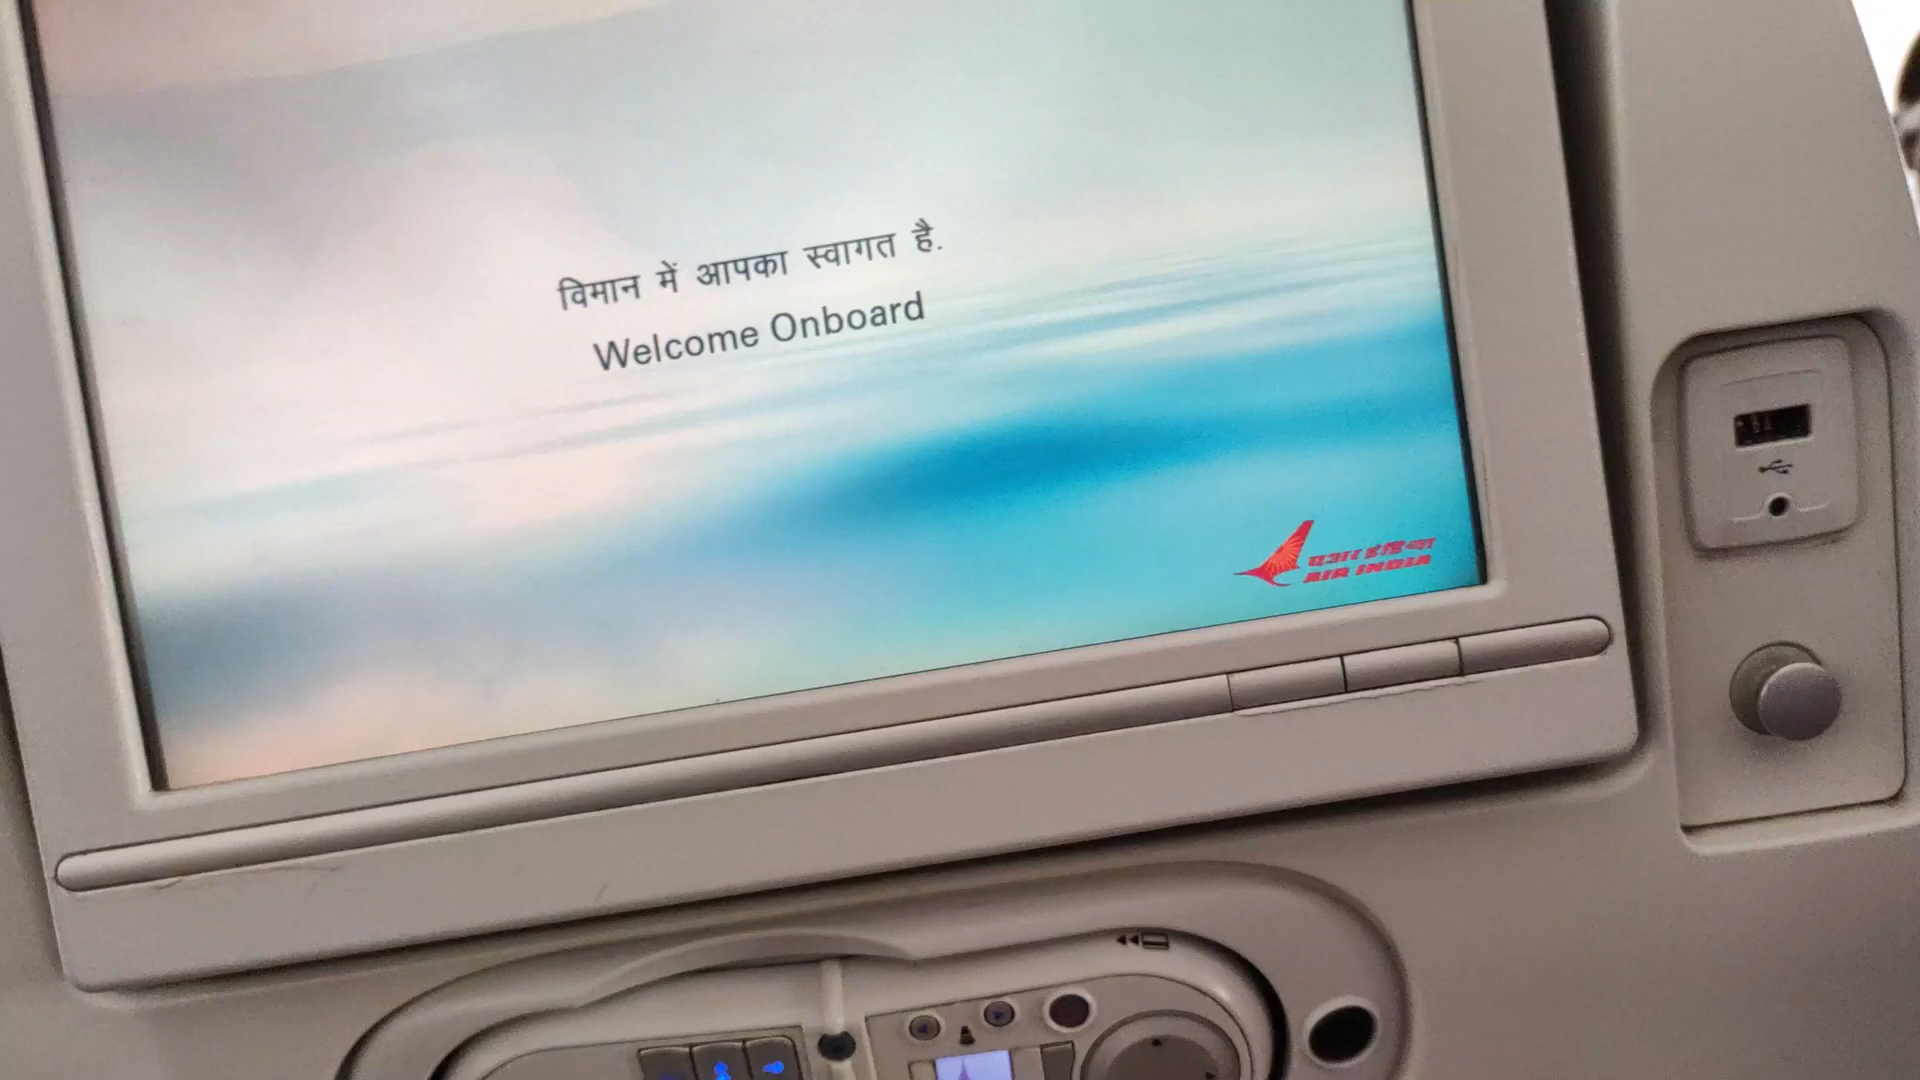 विमान में आपका स्वागत है.
Welcome Onboard
एअर इंडिया
AIR INDIA